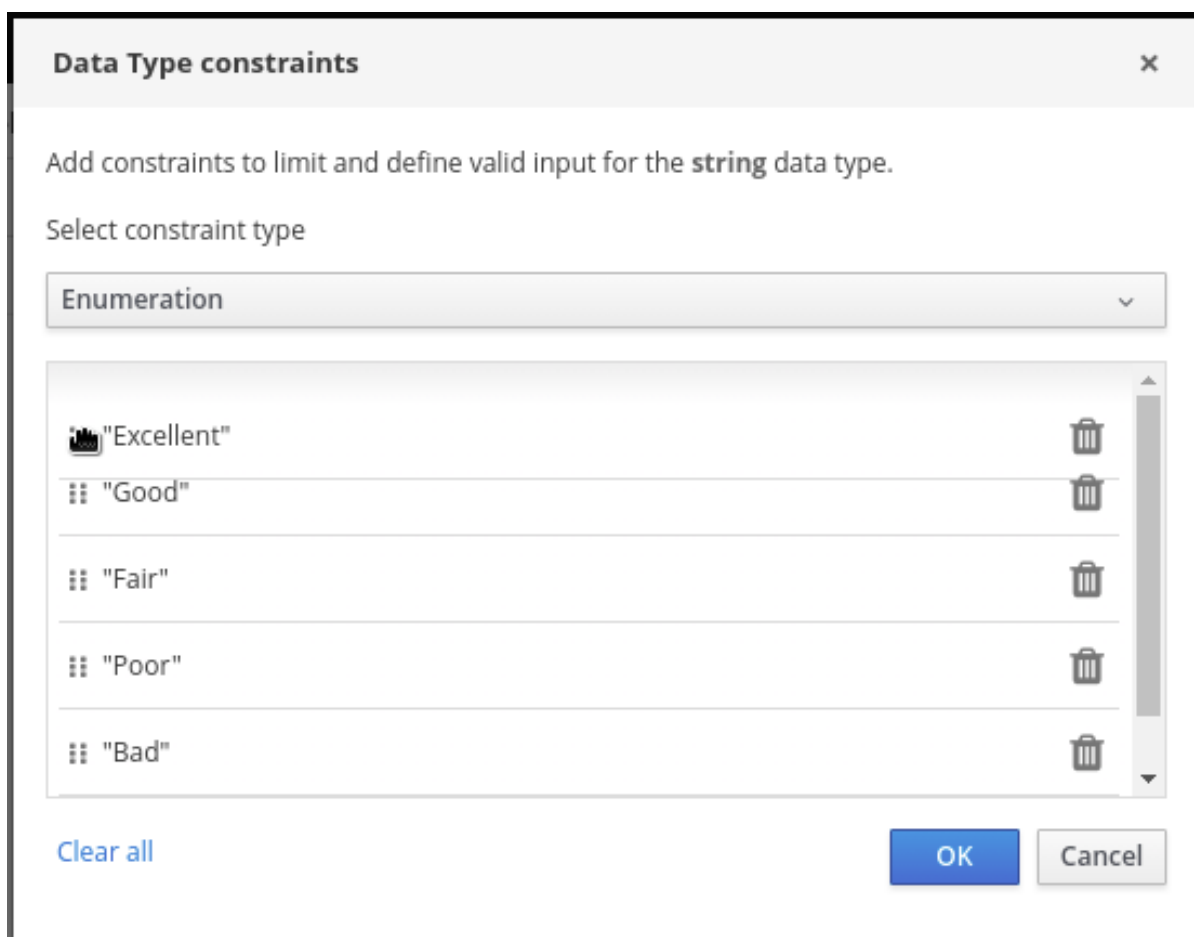 Data Type constraints
Add constraints to limit and define valid input for the string data type.
Select constraint type
Enumeration
"Excellent"
"Good"
"Fair"
"Poor"
"Bad"
Clear all
OK
Cancel